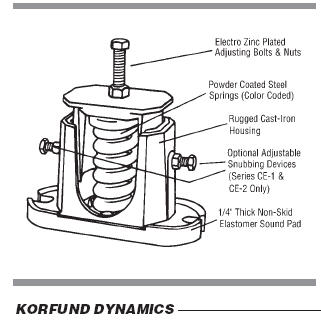 Electro Zinc Plated
Adjusting Bolts & Nuts
Powder Coated Steel
Springs (Color Coded)
Rugged Cast-Iron
Housing
Optional Adjustable
Snubbing Devices
(Series CE-1 &
CE-2 Only)
1/4" Thick Non-Skid
Elastomer Sound Pad
KORFUND DYNAMICS